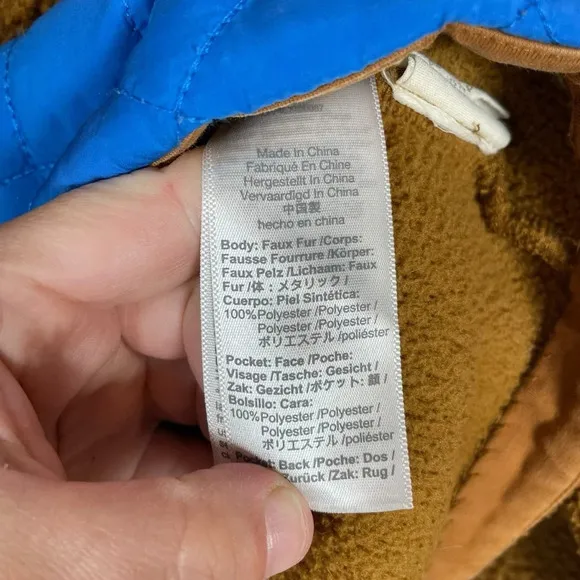 Made In China
Fabriqué En Chine
Hergestellt In China
Vervaardigd In China
中国製
hecho en china
Body: Faux Fur /Corps:
Fausse Fourrure /Körper:
Faux Pelz /Lichaam: Faux
Fur /体：メタリック /
Cuerpo: Piel Sintética:
100%Polyester /Polyester /
Polyester /Polyester /
ポリエステル /poliéster
Pocket: Face /Poche:
Visage /Tasche: Gesicht /
Zak: Gezicht /ポケット: 顔 /
Bolsillo: Cara:
100%Polyester /Polyester /
Polyester /Polyester /
ポリエステル /poliéster
Back /Poche: Dos /
Zurück /Zak: Rug /